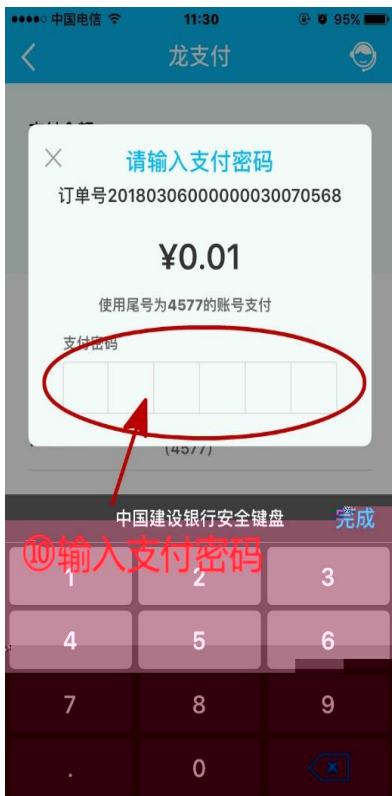 中国电信 11:30 95%
龙支付
请输入支付密码
订单号20180306000000030070568
¥0.01
使用尾号为4577的账号支付
支付密码
(4577)
中国建设银行安全键盘 完成
⑩输入支付密码
1 2 3
4 5 6
7 8 9
. 0